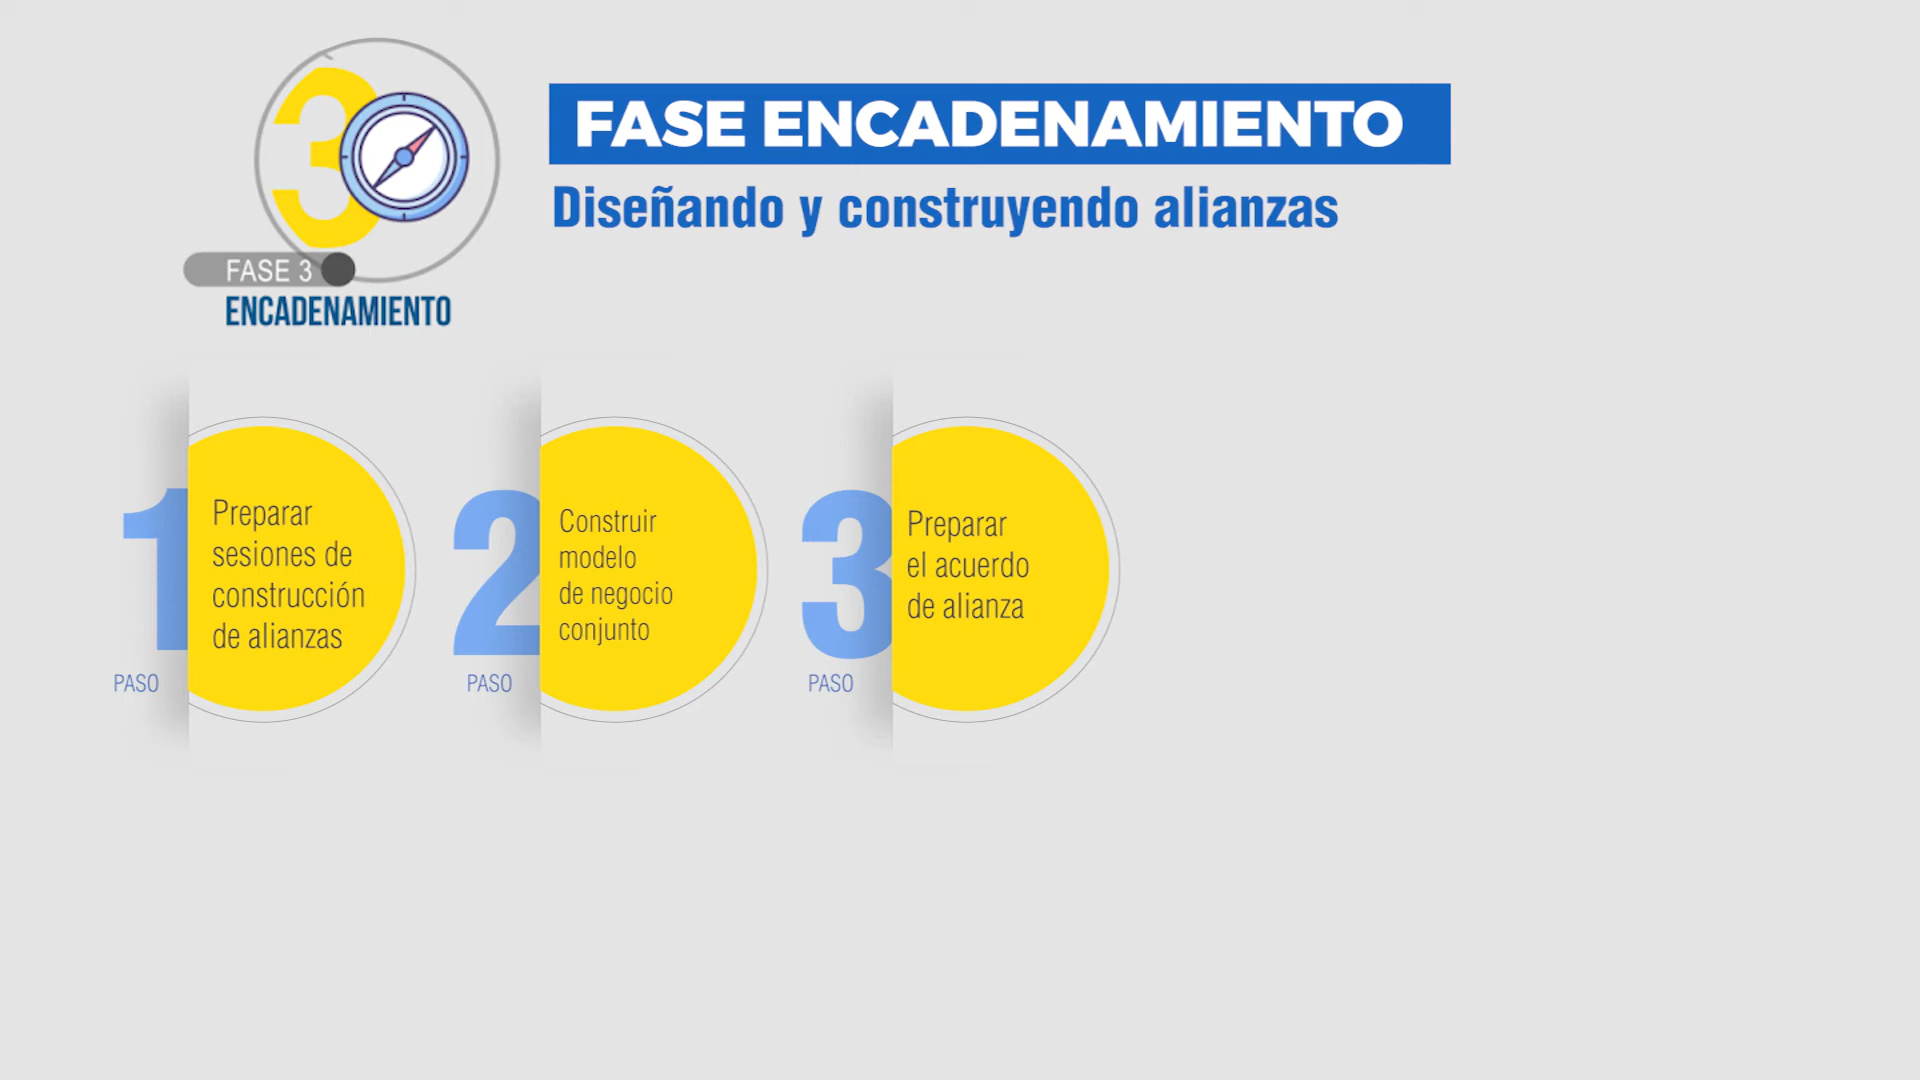 3
FASE 3
ENCADENAMIENTO
FASE ENCADENAMIENTO
Diseñando y construyendo alianzas
1
PASO
Preparar
sesiones de
construcción
de alianzas
2
PASO
Construir
modelo
de negocio
conjunto
3
PASO
Preparar
el acuerdo
de alianza